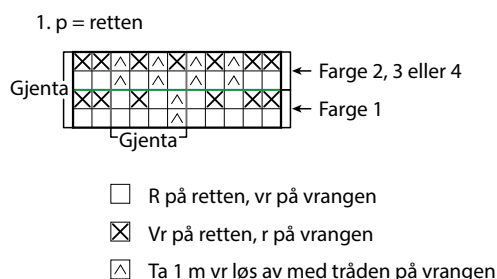 1. p = retten
Gjenta
Farge 2, 3 eller 4
Farge 1
Gjenta
R på retten, vr på vrangen
Vr på retten, r på vrangen
Ta 1 m vr løs av med tråden på vrangen